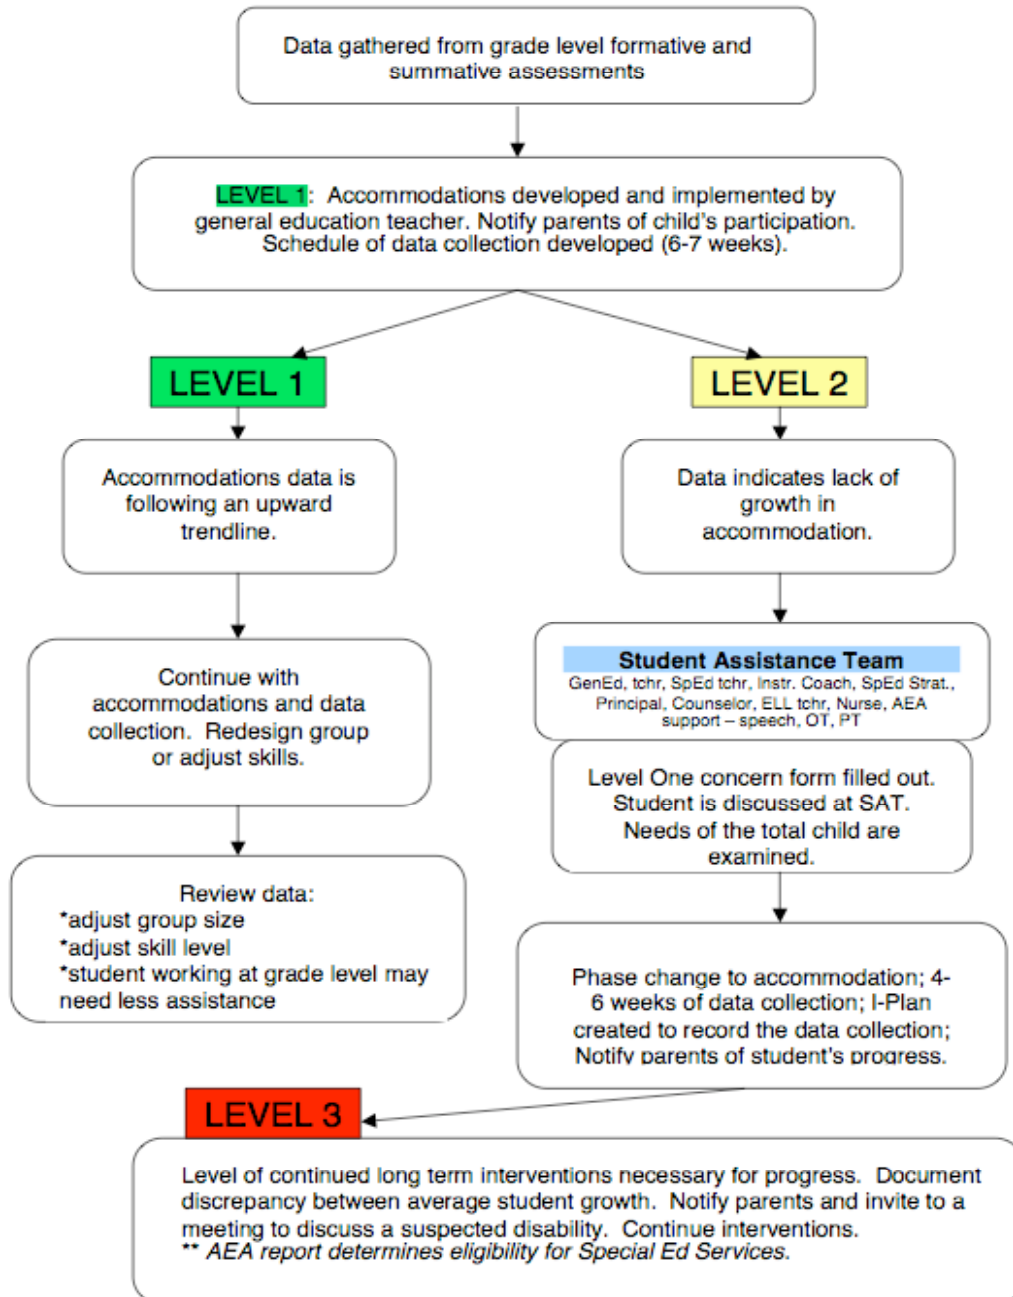 Data gathered from grade level formative and
summative assessments
LEVEL 1: Accommodations developed and implemented by
general education teacher. Notify parents of child's participation.
Schedule of data collection developed (6-7 weeks).
LEVEL 1
LEVEL 2
Accommodations data is
following an upward
trendline.
Data indicates lack of
growth in
accommodation.
Continue with
accommodations and data
collection. Redesign group
or adjust skills.
Student Assistance Team
GenEd, tchr, SpEd tchr, Instr. Coach, SpEd Strat.,
Principal, Counselor, ELL tchr, Nurse, AEA
support – speech, OT, PT
Level One concern form filled out.
Student is discussed at SAT.
Needs of the total child are
examined.
Review data:
*adjust group size
*adjust skill level
*student working at grade level may
need less assistance
Phase change to accommodation; 4-
6 weeks of data collection; I-Plan
created to record the data collection;
Notify parents of student's progress.
LEVEL 3
Level of continued long term interventions necessary for progress. Document
discrepancy between average student growth. Notify parents and invite to a
meeting to discuss a suspected disability. Continue interventions.
** AEA report determines eligibility for Special Ed Services.